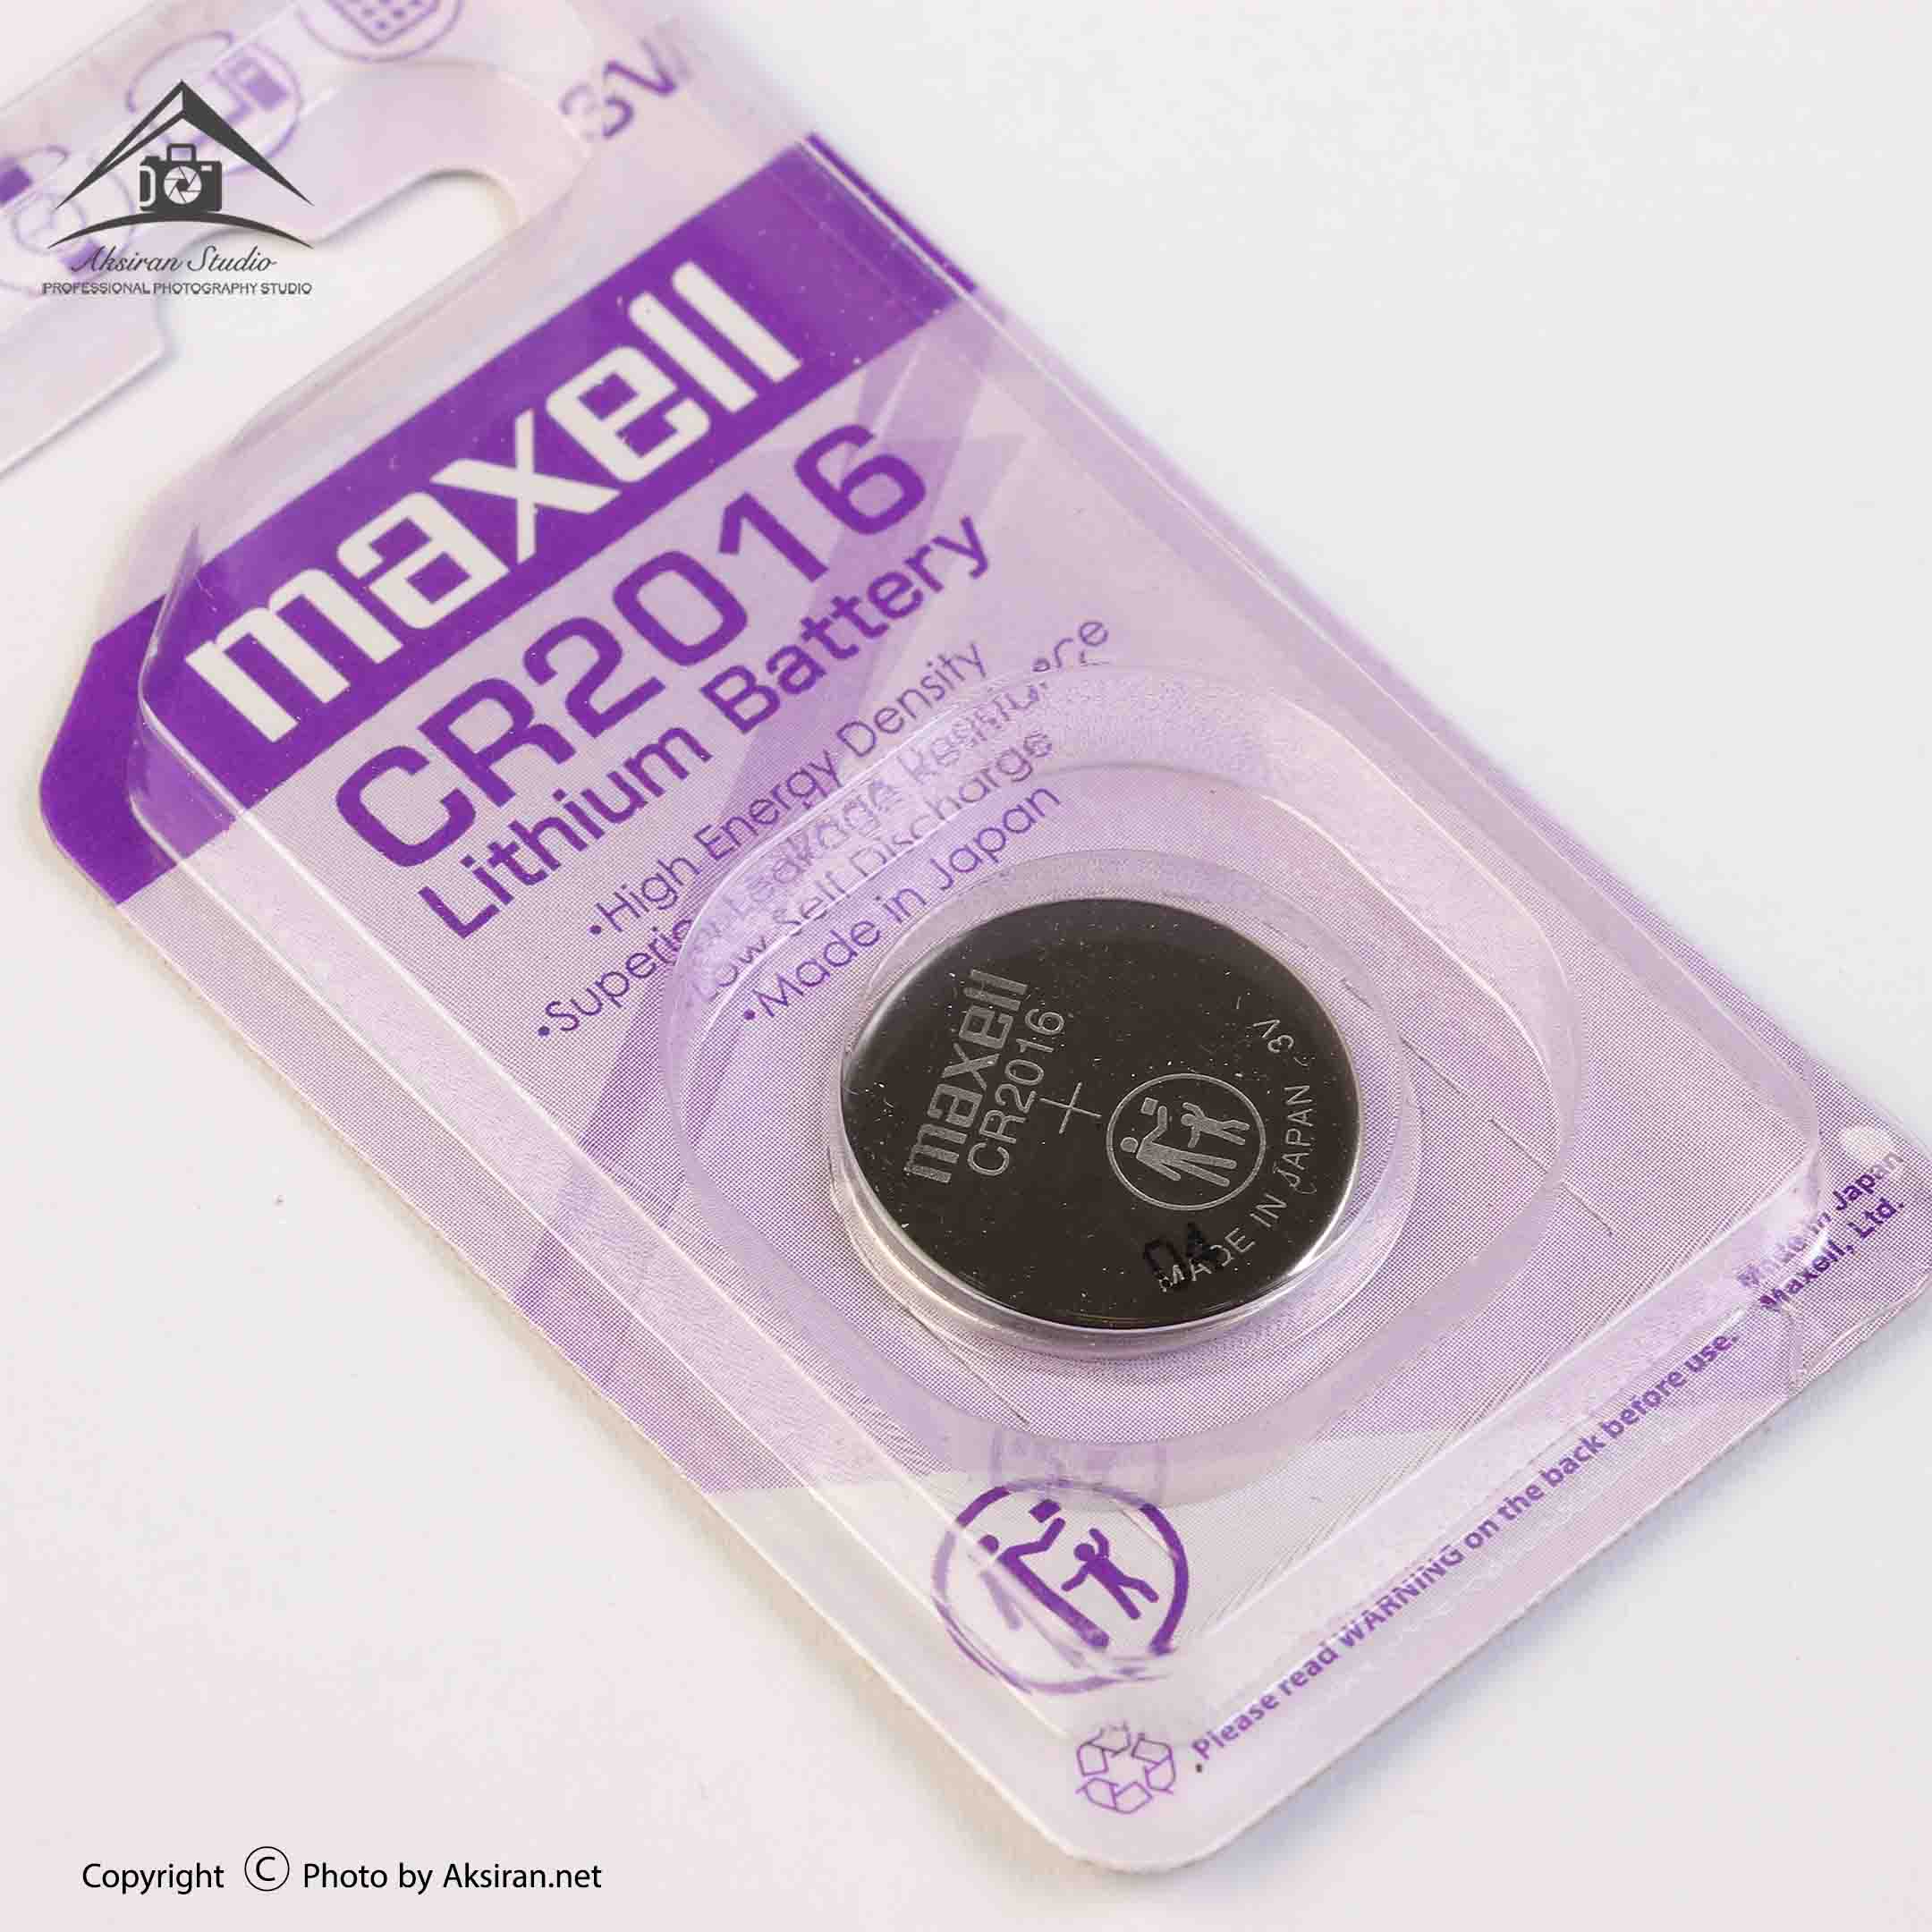 3V
Aksiran Studio
PROFESSIONAL PHOTOGRAPHY STUDIO
maxell
CR2016
Lithium Battery
•High Energy Density
•Superior Leakage Resistance
•Low Self Discharge
•Made in Japan
maxell
CR2016
+
3V
MADE IN JAPAN
04
Made in Japan
Maxell, Ltd.
Please read WARNING on the back before use.
Copyright © Photo by Aksiran.net